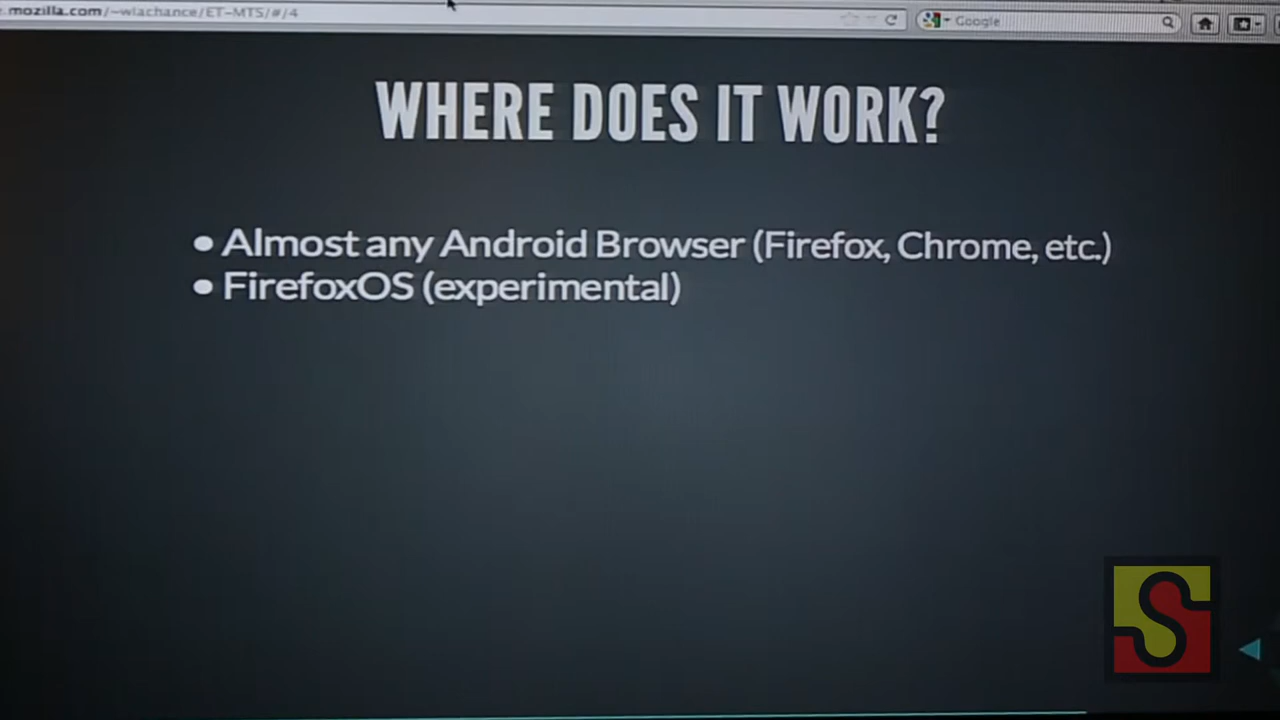 .mozilla.com/~wlachance/ET-MTS/#/4
Google
WHERE DOES IT WORK?
• Almost any Android Browser (Firefox, Chrome, etc.)
• FirefoxOS (experimental)
S